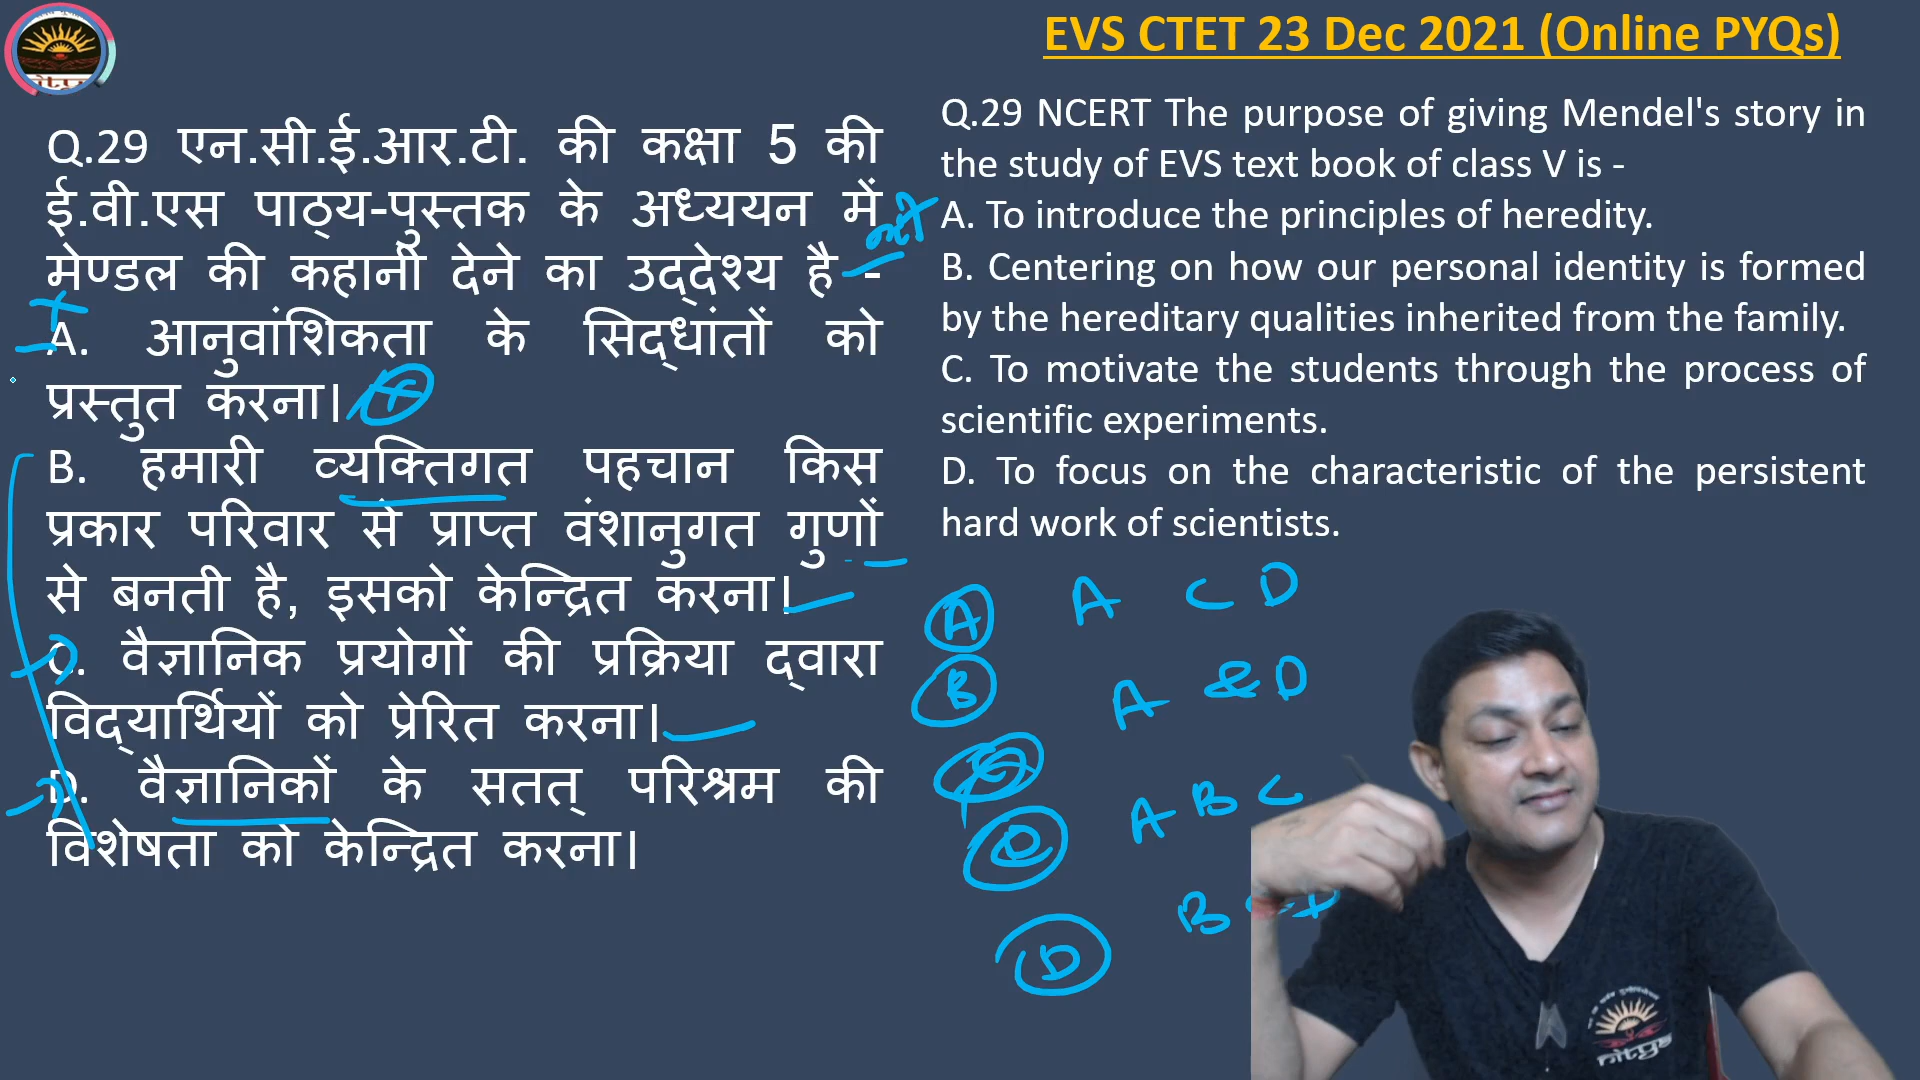 EVS CTET 23 Dec 2021 (Online PYQs)
Q.29 एन.सी.ई.आर.टी. की कक्षा 5 की
ई.वी.एस पाठ्य-पुस्तक के अध्ययन में
मेण्डल की कहानी देने का उद्देश्य है -
A. आनुवांशिकता के सिद्धांतों को
प्रस्तुत करना।
B. हमारी व्यक्तिगत पहचान किस
प्रकार परिवार से प्राप्त वंशानुगत गुणों
से बनती है, इसको केन्द्रित करना।
C. वैज्ञानिक प्रयोगों की प्रक्रिया द्वारा
विद्यार्थियों को प्रेरित करना।
D. वैज्ञानिकों के सतत् परिश्रम की
विशेषता को केन्द्रित करना।
Q.29 NCERT The purpose of giving Mendel's story in
the study of EVS text book of class V is -
A. To introduce the principles of heredity.
B. Centering on how our personal identity is formed
by the hereditary qualities inherited from the family.
C. To motivate the students through the process of
scientific experiments.
D. To focus on the characteristic of the persistent
hard work of scientists.
A A C D
B A & D
A B C
D B D
nitya